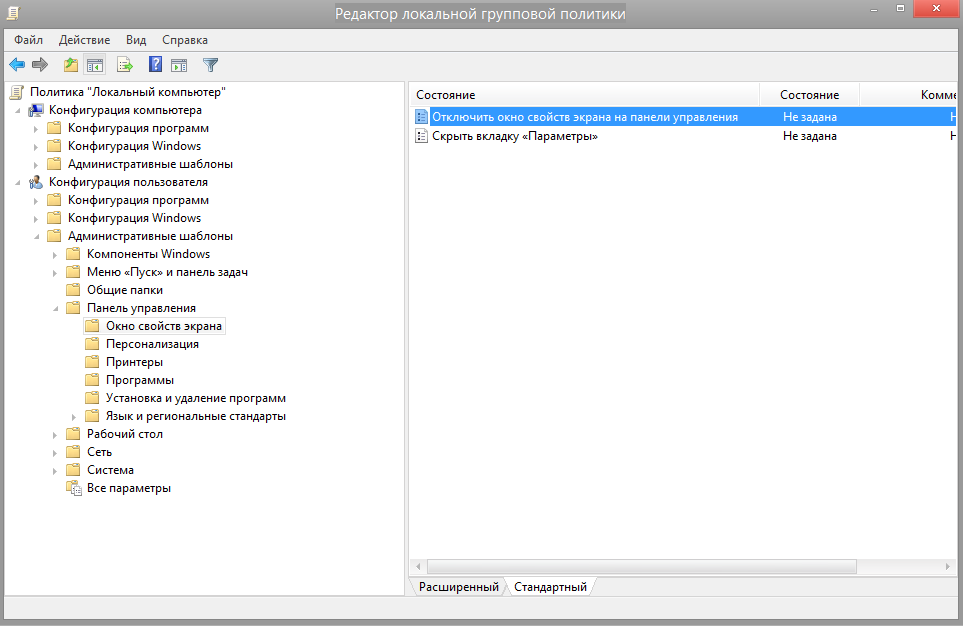 Редактор локальной групповой политики
Файл Действие Вид Справка
Политика "Локальный компьютер"
Конфигурация компьютера
Конфигурация программ
Конфигурация Windows
Административные шаблоны
Конфигурация пользователя
Конфигурация программ
Конфигурация Windows
Административные шаблоны
Компоненты Windows
Меню «Пуск» и панель задач
Общие папки
Панель управления
Окно свойств экрана
Персонализация
Принтеры
Программы
Установка и удаление программ
Язык и региональные стандарты
Рабочий стол
Сеть
Система
Все параметры
Состояние Состояние Комме
Отключить окно свойств экрана на панели управления Не задана Н
Скрыть вкладку «Параметры» Не задана Н
Расширенный Стандартный